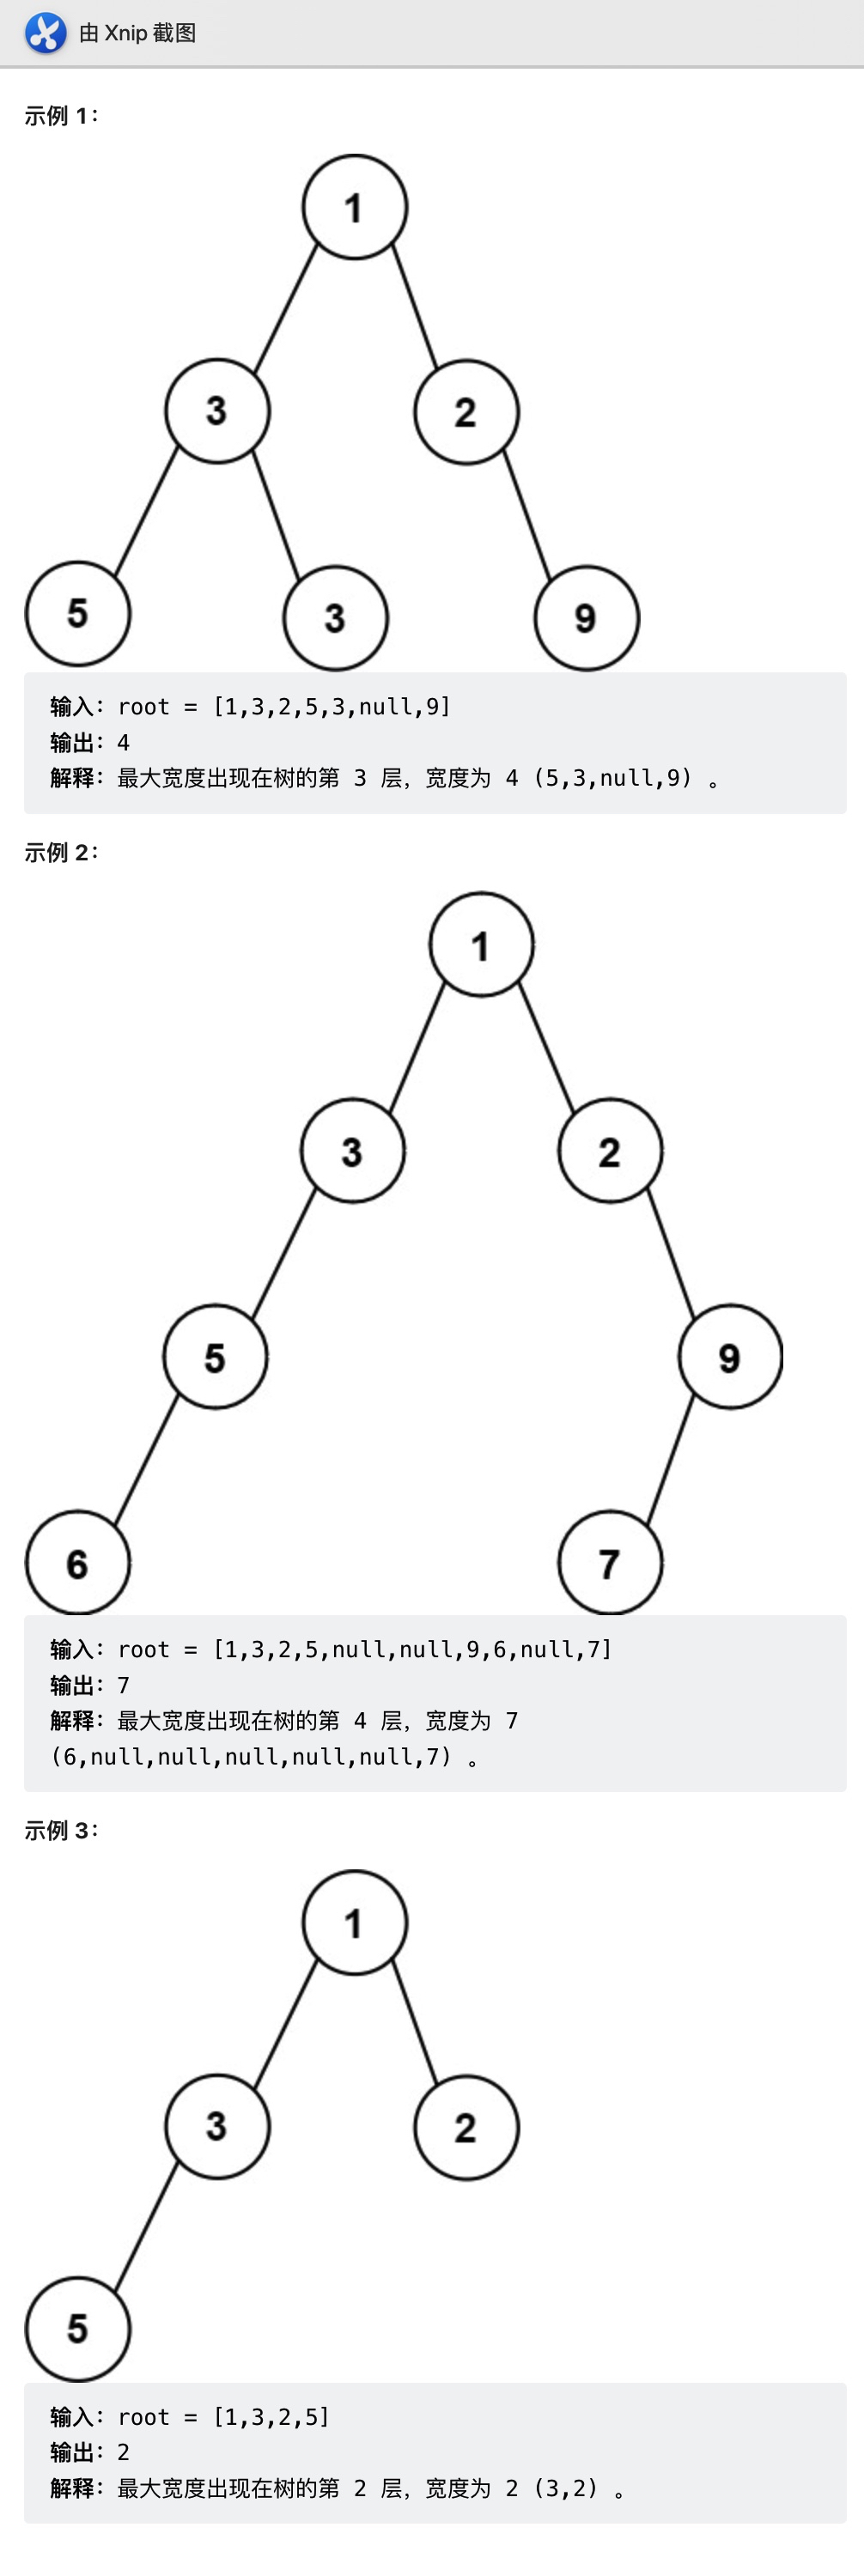 由 Xnip 截图
示例 1：
1
3
2
5
3
9
输入：root = [1,3,2,5,3,null,9]
输出：4
解释：最大宽度出现在树的第 3 层，宽度为 4 (5,3,null,9) 。
示例 2：
1
3
2
5
9
6
7
输入：root = [1,3,2,5,null,null,9,6,null,7]
输出：7
解释：最大宽度出现在树的第 4 层，宽度为 7
(6,null,null,null,null,null,7) 。
示例 3：
1
3
2
5
输入：root = [1,3,2,5]
输出：2
解释：最大宽度出现在树的第 2 层，宽度为 2 (3,2) 。